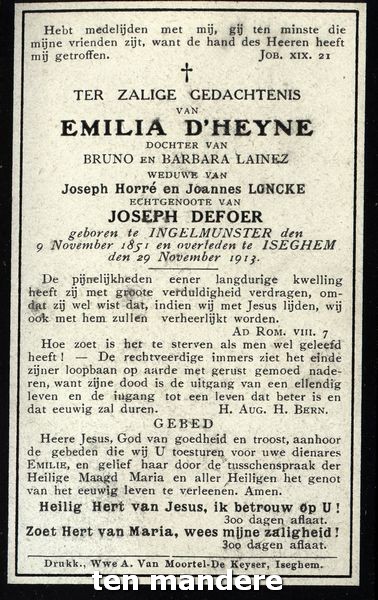 Hebt medelijden met mij, gij ten minste die
mijne vrienden zijt, want de hand des Heeren heeft
mij getroffen. JOB. XIX. 21
TER ZALIGE GEDACHTENIS
VAN
EMILIA D'HEYNE
DOCHTER VAN
BRUNO EN BARBARA LAINEZ
WEDUWE VAN
Joseph Horré en Joannes LONCKE
ECHTGENOOTE VAN
JOSEPH DEFOER
geboren te INGELMUNSTER den
9 November 1851 en overleden te ISEGHEM
den 29 November 1913.
De pijnelijkheden eener langdurige kwelling
heeft zij met groote verduldigheid verdragen, om-
dat zij wel wist dat, indien wij met Jesus lijden, wij
ook met hem zullen verheerlijkt worden.
AD ROM. VIII. 7
Hoe zoet is het te sterven als men wel geleefd
heeft ! — De rechtveerdige immers ziet het einde
zijner loopbaan op aarde met gerust gemoed nade-
ren, want zijne dood is de uitgang van een ellendig
leven en de ingang tot een leven dat beter is en
dat eeuwig zal duren. H. AUG. H. BERN.
GEBED
Heere Jesus, God van goedheid en troost, aanhoor
de gebeden die wij U toesturen voor uwe dienares
EMILIE, en gelief haar door de tusschenspraak der
Heilige Maagd Maria en aller Heiligen het genot
van het eeuwig leven te verleenen. Amen.
Heilig Hert van Jesus, ik betrouw op U !
300 dagen aflaat.
Zoet Hert van Maria, wees mijne zaligheid !
300 dagen aflaat.
Drukk., Wwe A. Van Moortel-De Keyser, Iseghem.
ten mandere